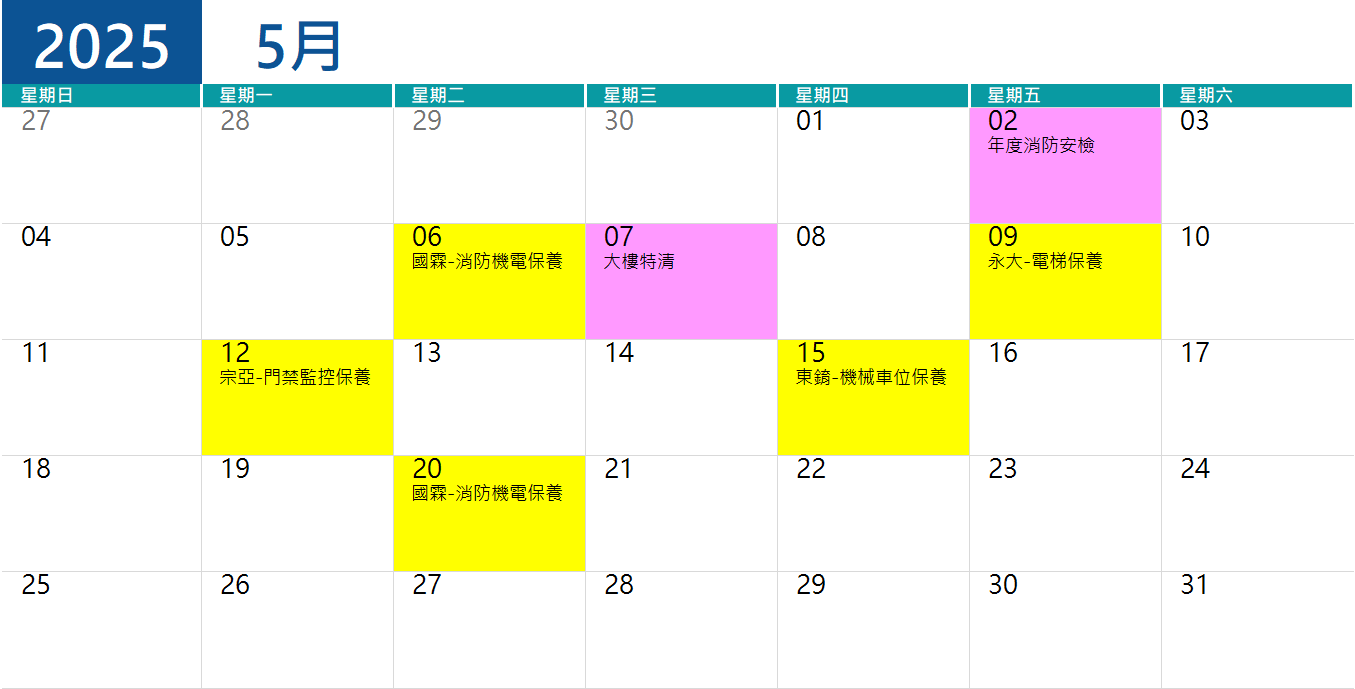 2025 5月
星期日 星期一 星期二 星期三 星期四 星期五 星期六
27 28 29 30 01 02 03
年度消防安檢
04 05 06 07 08 09 10
國霖-消防機電保養 大樓特清 永大-電梯保養
11 12 13 14 15 16 17
宗亞-門禁監控保養 東錡-機械車位保養
18 19 20 21 22 23 24
國霖-消防機電保養
25 26 27 28 29 30 31